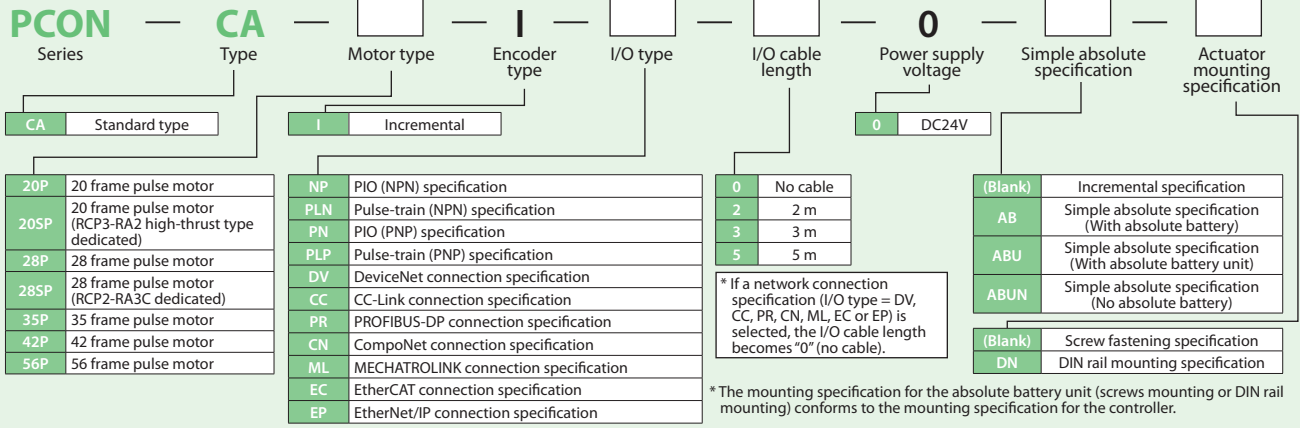 PCON — CA — — I — — — 0 — —
Series
Type
Motor type
Encoder
type
I/O type
I/O cable
length
Power supply
voltage
Simple absolute
specification
Actuator
mounting
specification
CA Standard type
I Incremental
0 DC24V
20P 20 frame pulse motor
20SP 20 frame pulse motor
(RCP3-RA2 high-thrust type
dedicated)
28P 28 frame pulse motor
28SP 28 frame pulse motor
(RCP2-RA3C dedicated)
35P 35 frame pulse motor
42P 42 frame pulse motor
56P 56 frame pulse motor
NP PIO (NPN) specification
PLN Pulse-train (NPN) specification
PN PIO (PNP) specification
PLP Pulse-train (PNP) specification
DV DeviceNet connection specification
CC CC-Link connection specification
PR PROFIBUS-DP connection specification
CN CompoNet connection specification
ML MECHATROLINK connection specification
EC EtherCAT connection specification
EP EtherNet/IP connection specification
0 No cable
2 2 m
3 3 m
5 5 m
* If a network connection
specification (I/O type = DV,
CC, PR, CN, ML, EC or EP) is
selected, the I/O cable length
becomes “0” (no cable).
(Blank) Incremental specification
AB Simple absolute specification
(With absolute battery)
ABU Simple absolute specification
(With absolute battery unit)
ABUN Simple absolute specification
(No absolute battery)
(Blank) Screw fastening specification
DN DIN rail mounting specification
* The mounting specification for the absolute battery unit (screws mounting or DIN rail
mounting) conforms to the mounting specification for the controller.